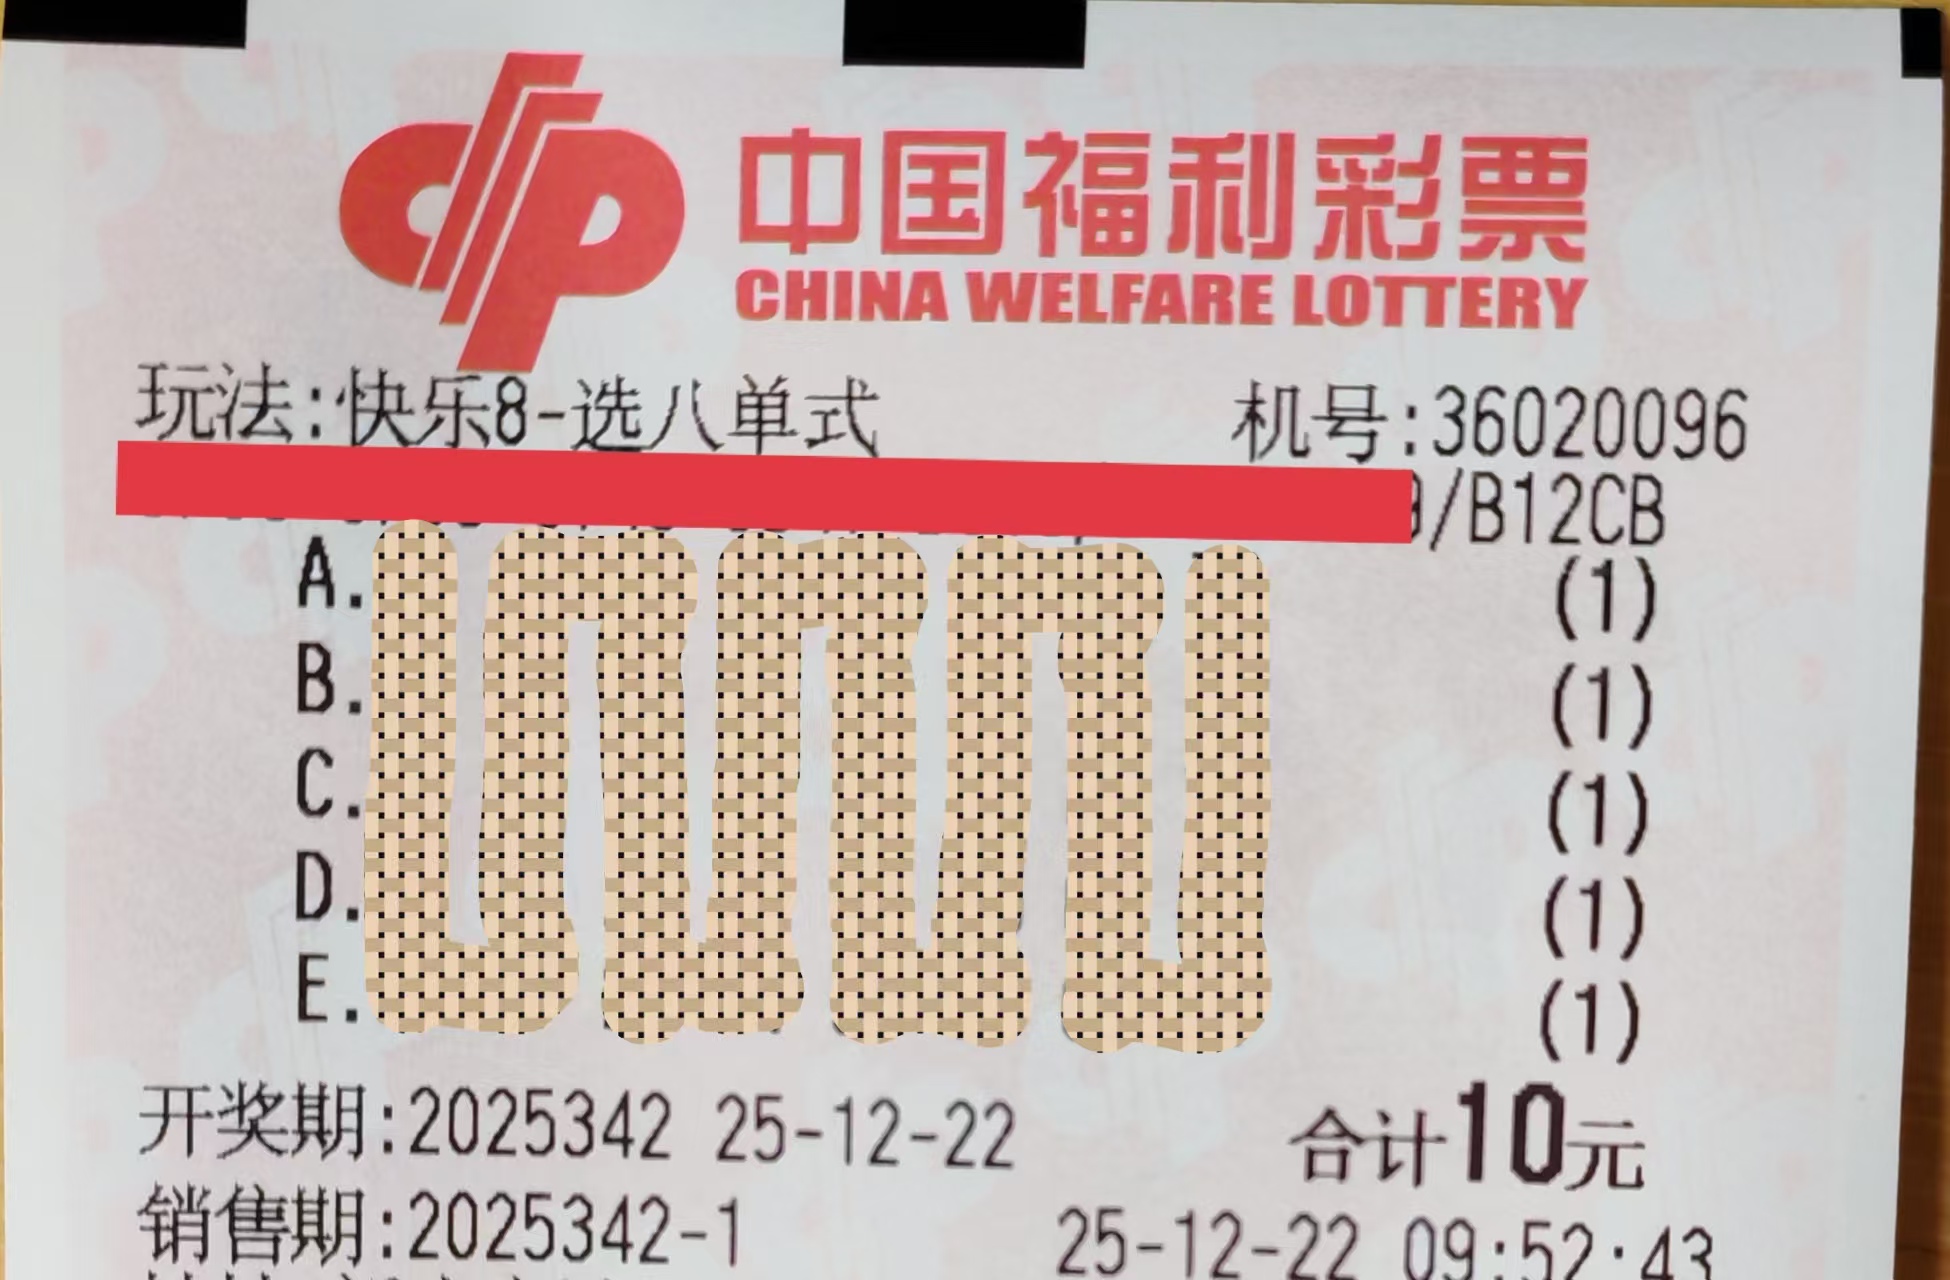 中国福利彩票
CHINA WELFARE LOTTERY
玩法:快乐8-选八单式 机号:36020096
/B12CB
A. (1)
B. (1)
C. (1)
D. (1)
E. (1)
开奖期:2025342 25-12-22 合计10元
销售期:2025342-1 25-12-22 09:52:43